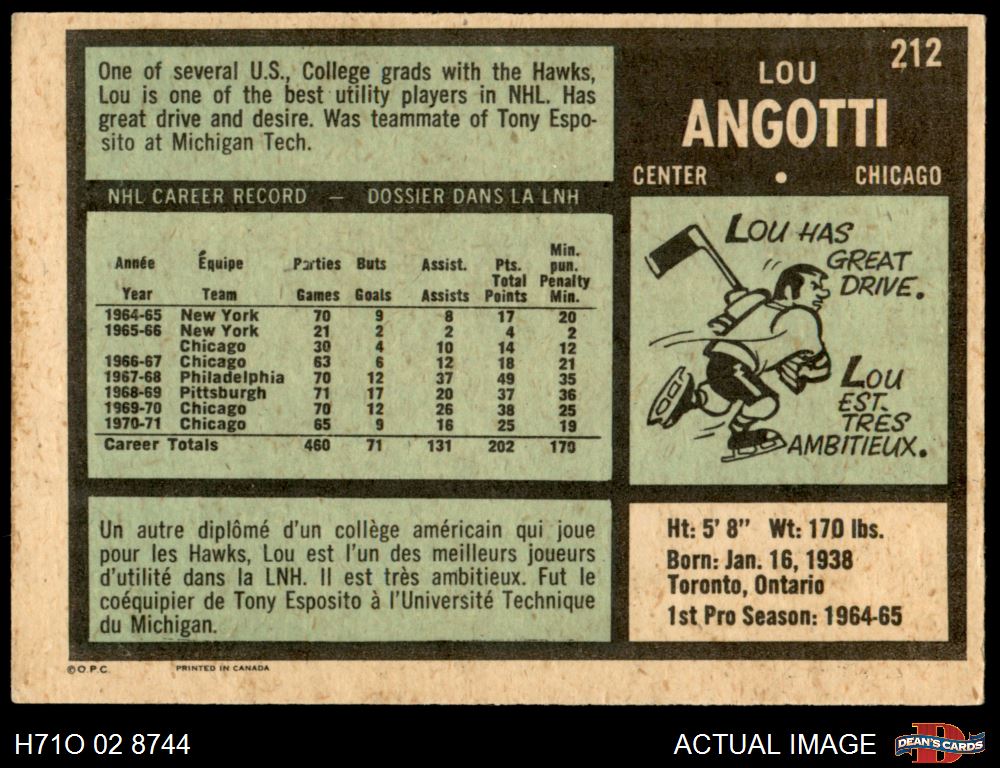 212
LOU
ANGOTTI
CENTER • CHICAGO
One of several U.S., College grads with the Hawks,
Lou is one of the best utility players in NHL. Has
great drive and desire. Was teammate of Tony Espo-
sito at Michigan Tech.
NHL CAREER RECORD — DOSSIER DANS LA LNH
Année Équipe Parties Buts Assist. Pts. Total Min. pun.
Year Team Games Goals Assists Points Penalty Min.
1964-65 New York 70 9 8 17 20
1965-66 New York 21 2 2 4 2
Chicago 30 4 10 14 12
1966-67 Chicago 63 6 12 18 21
1967-68 Philadelphia 70 12 37 49 35
1968-69 Pittsburgh 71 17 20 37 36
1969-70 Chicago 70 12 26 38 25
1970-71 Chicago 65 9 16 25 19
Career Totals 460 71 131 202 170
LOU HAS
GREAT
DRIVE.
LOU
EST
TRÈS
AMBITIEUX.
Un autre diplômé d'un collège américain qui joue
pour les Hawks, Lou est l'un des meilleurs joueurs
d'utilité dans la LNH. Il est très ambitieux. Fut le
coéquipier de Tony Esposito à l'Université Technique
du Michigan.
Ht: 5' 8" Wt: 170 lbs.
Born: Jan. 16, 1938
Toronto, Ontario
1st Pro Season: 1964-65
© O.P.C. PRINTED IN CANADA
H71O 02 8744
ACTUAL IMAGE
D
DEAN'S CARDS